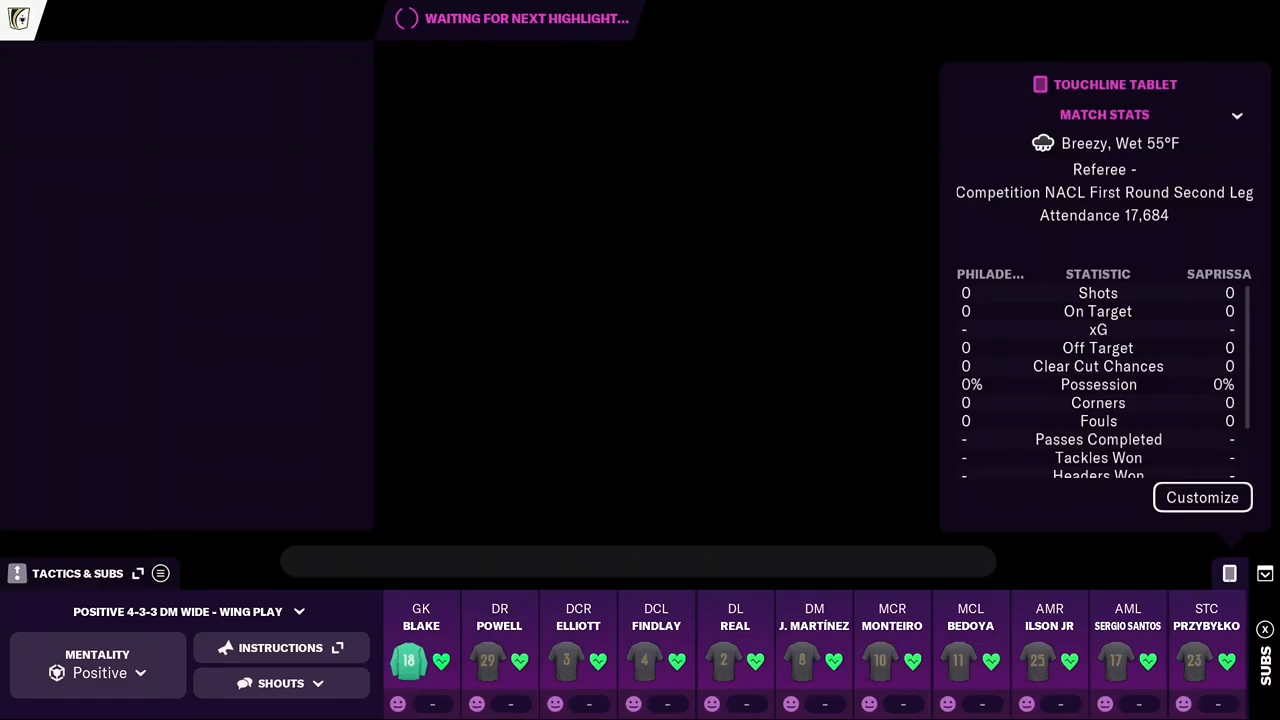 WAITING FOR NEXT HIGHLIGHT...
TOUCHLINE TABLET
MATCH STATS
Breezy, Wet 55°F
Referee -
Competition NACL First Round Second Leg
Attendance 17,684
PHILADE... STATISTIC SAPRISSA
0 Shots 0
0 On Target 0
- xG -
0 Off Target 0
0 Clear Cut Chances 0
0% Possession 0%
0 Corners 0
0 Fouls 0
- Passes Completed -
- Tackles Won -
- Headers Won -
Customize
TACTICS & SUBS
POSITIVE 4-3-3 DM WIDE - WING PLAY
MENTALITY
Positive
INSTRUCTIONS
SHOUTS
GK DR DCR DCL DL DM MCR MCL AMR AML STC
BLAKE POWELL ELLIOTT FINDLAY REAL J. MARTÍNEZ MONTEIRO BEDOYA ILSON JR SERGIO SANTOS PRZYBYŁKO
18 29 3 4 2 8 10 11 25 17 23
- - - - - - - - - - -
X
SUBS